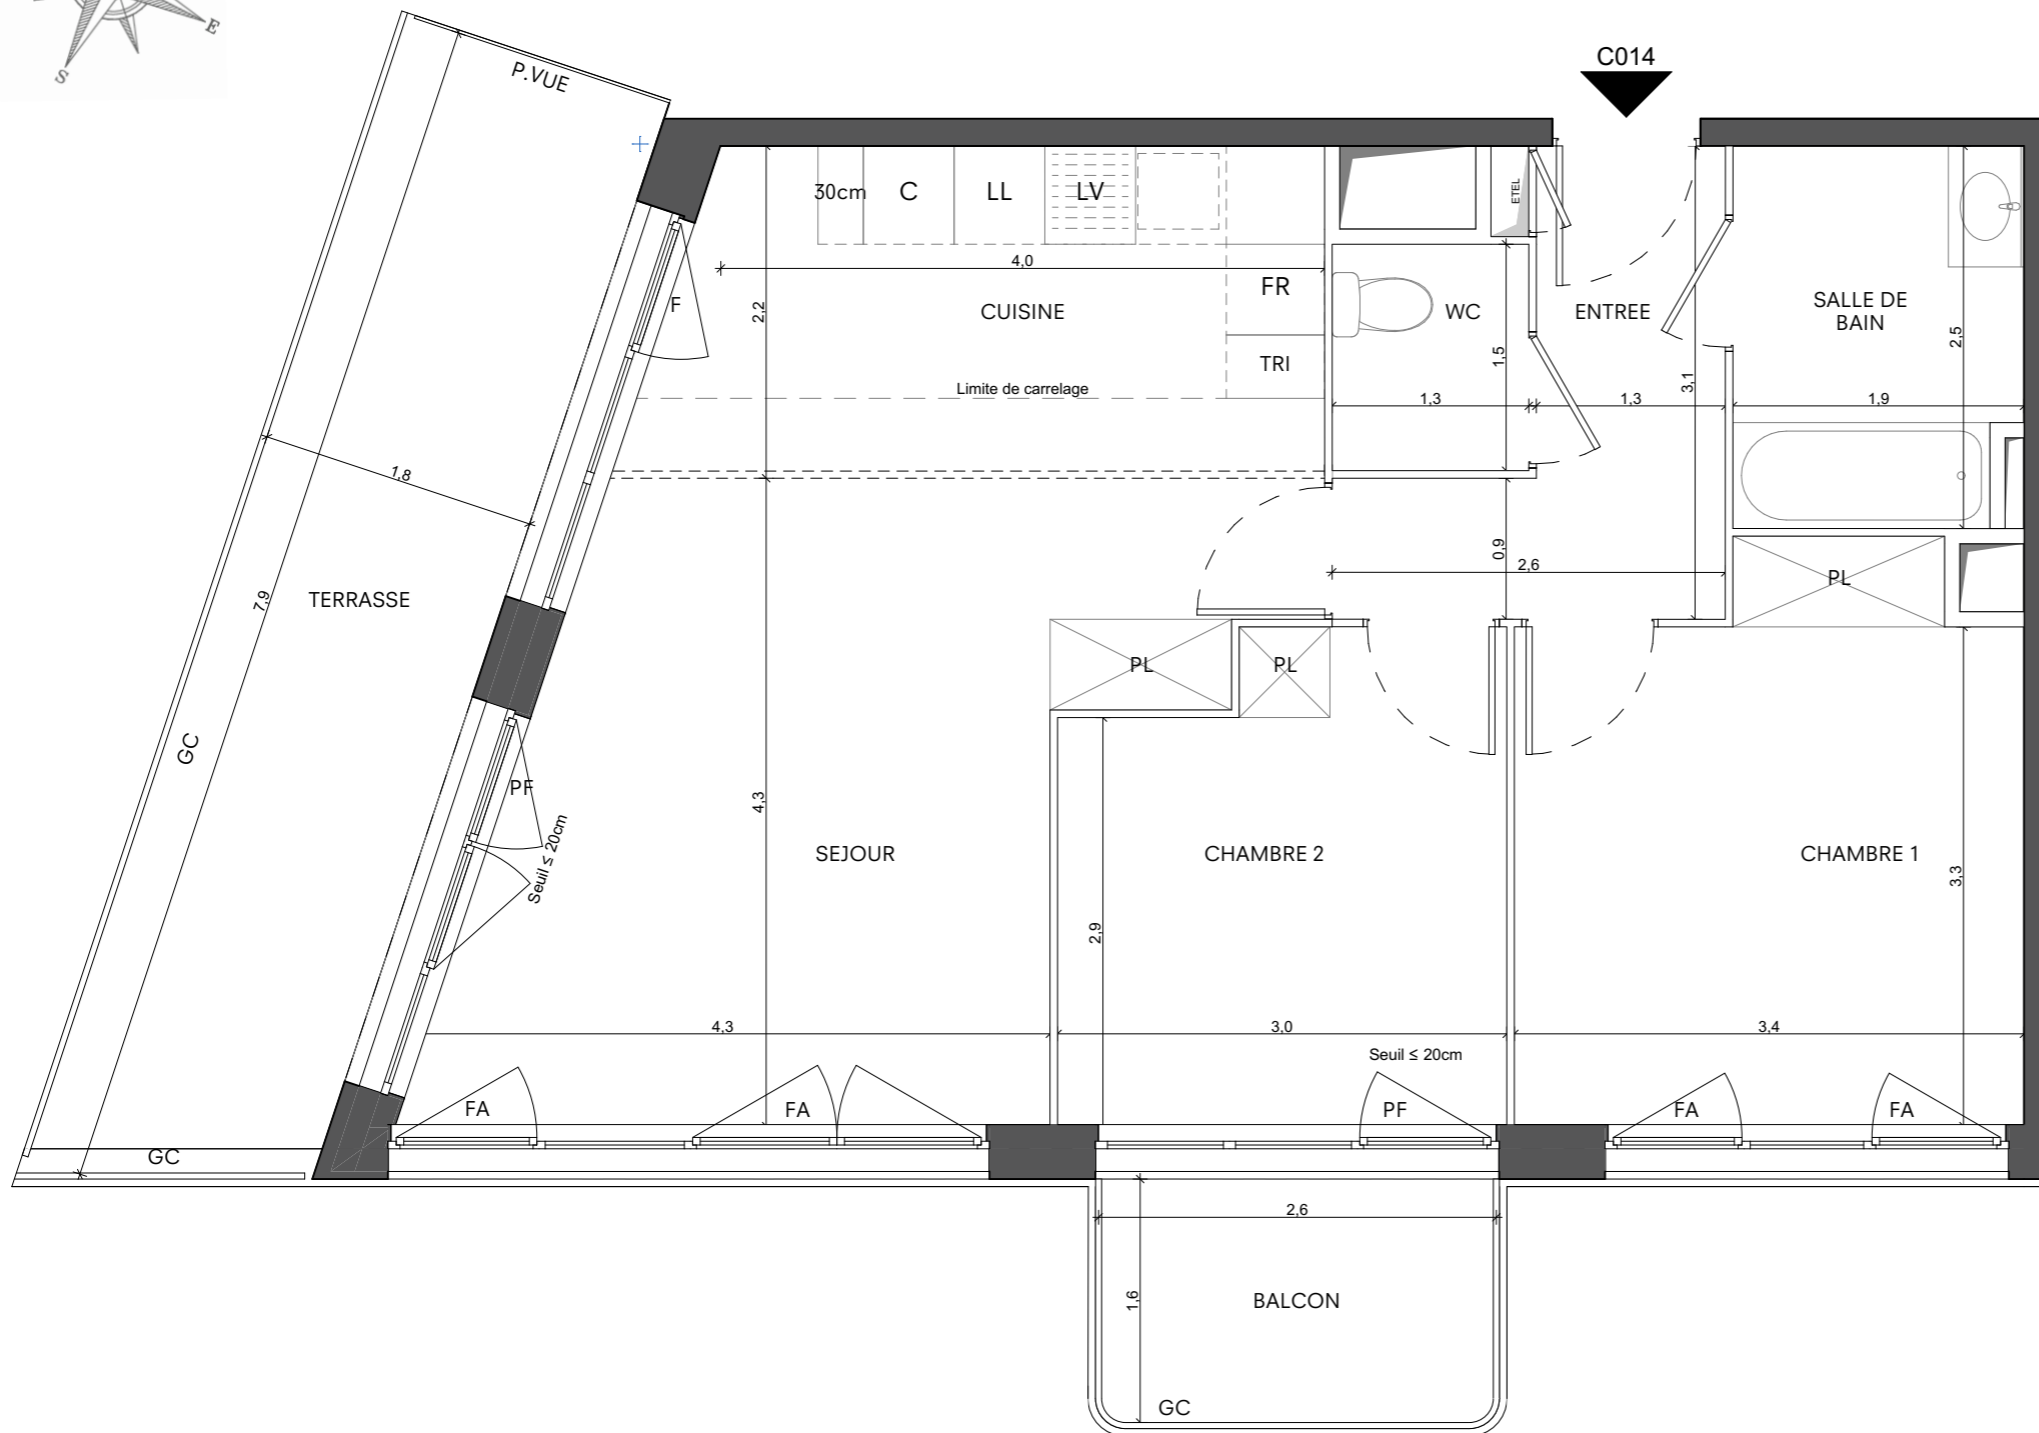 E
S
P.VUE
C014
30cm
C
LL
LV
ETEL
4,0
FR
F
2,2
CUISINE
WC
ENTREE
SALLE DE
BAIN
2,5
TRI
1,5
3,1
Limite de carrelage
1,3
1,3
1,9
1,8
0,9
2,6
PL
7,9
TERRASSE
PL
PL
GC
PF
4,3
Seuil ≤ 20cm
SEJOUR
CHAMBRE 2
CHAMBRE 1
3,3
2,9
4,3
3,0
3,4
Seuil ≤ 20cm
FA
FA
PF
FA
FA
GC
2,6
1,6
BALCON
GC